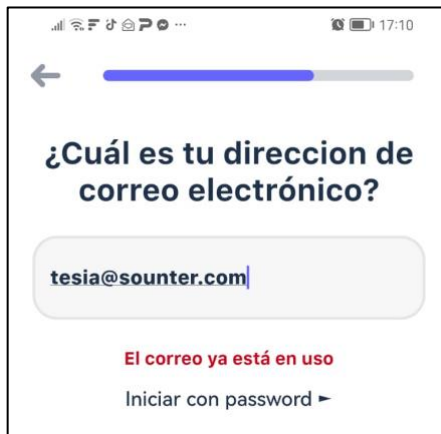 17:10
¿Cuál es tu direccion de
correo electrónico?
tesia@sounter.com
El correo ya está en uso
Iniciar con password ►